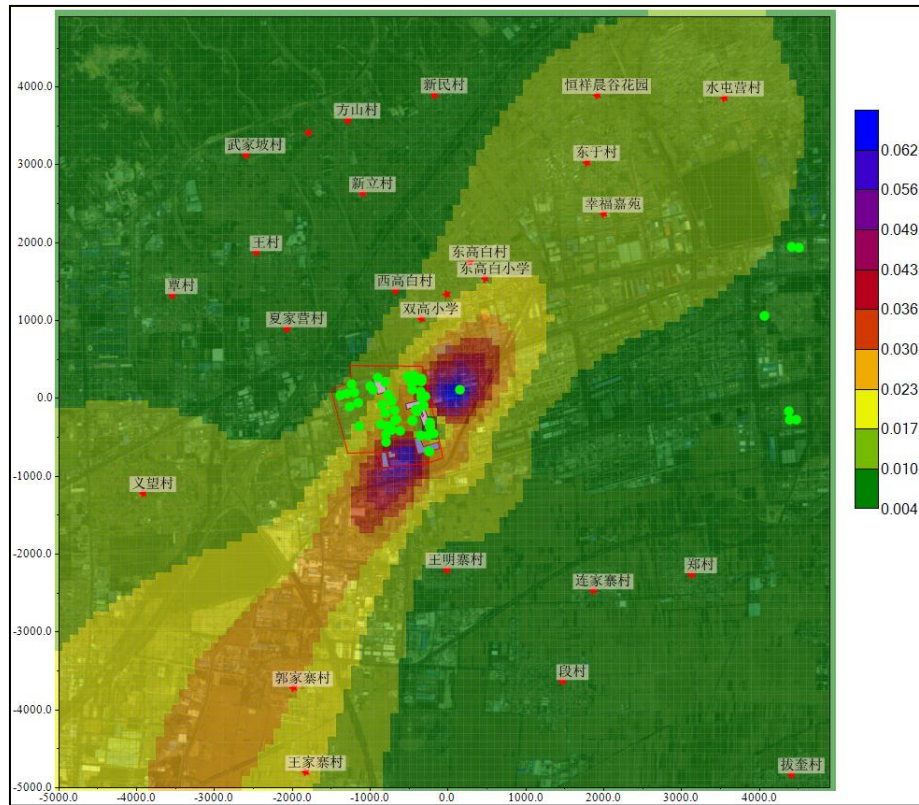 4000.0
3000.0
2000.0
1000.0
0.0
-1000.0
-2000.0
-3000.0
-4000.0
-5000.0
新民村
恒祥晨谷花园
水屯营村
方山村
武家坡村
东于村
新立村
幸福嘉苑
王村
东高白村
东高白小学
西高白村
覃村
双高小学
夏家营村
义望村
王明寨村
连家寨村
郑村
郭家寨村
段村
王家寨村
拔奎村
-5000.0 -4000.0 -3000.0 -2000.0 -1000.0 0.0 1000.0 2000.0 3000.0 4000.0
0.062
0.056
0.049
0.043
0.036
0.030
0.023
0.017
0.010
0.004